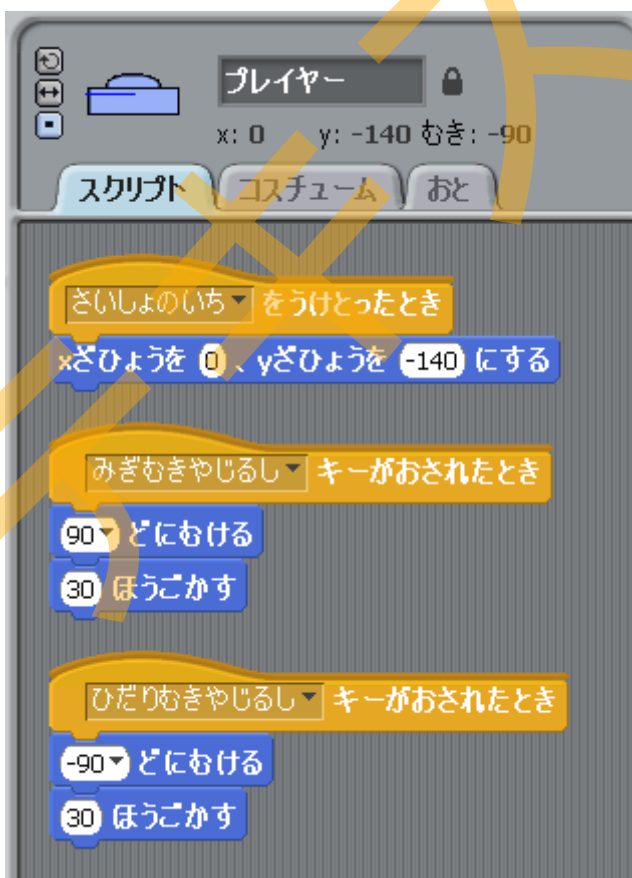 プレイヤー
x: 0 y: -140 むき: -90
スクリプト コスチューム おと
さいしょのいち をうけとったとき
xざひょうを 0 、yざひょうを -140 にする
みぎむきやじるし キーがおされたとき
90 どにむける
30 ほうごかす
ひだりむきやじるし キーがおされたとき
-90 どにむける
30 ほうごかす